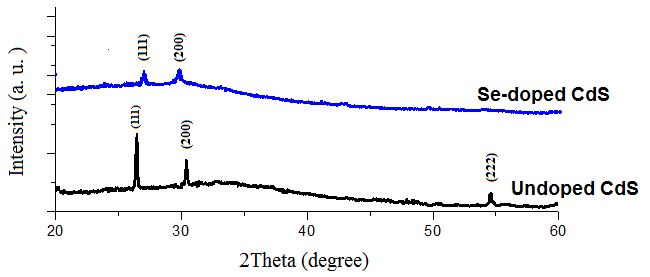 (111)
(200)
Se-doped CdS
(111)
(200)
(222)
Undoped CdS
Intensity (a. u. )
20
30
40
50
60
2Theta (degree)